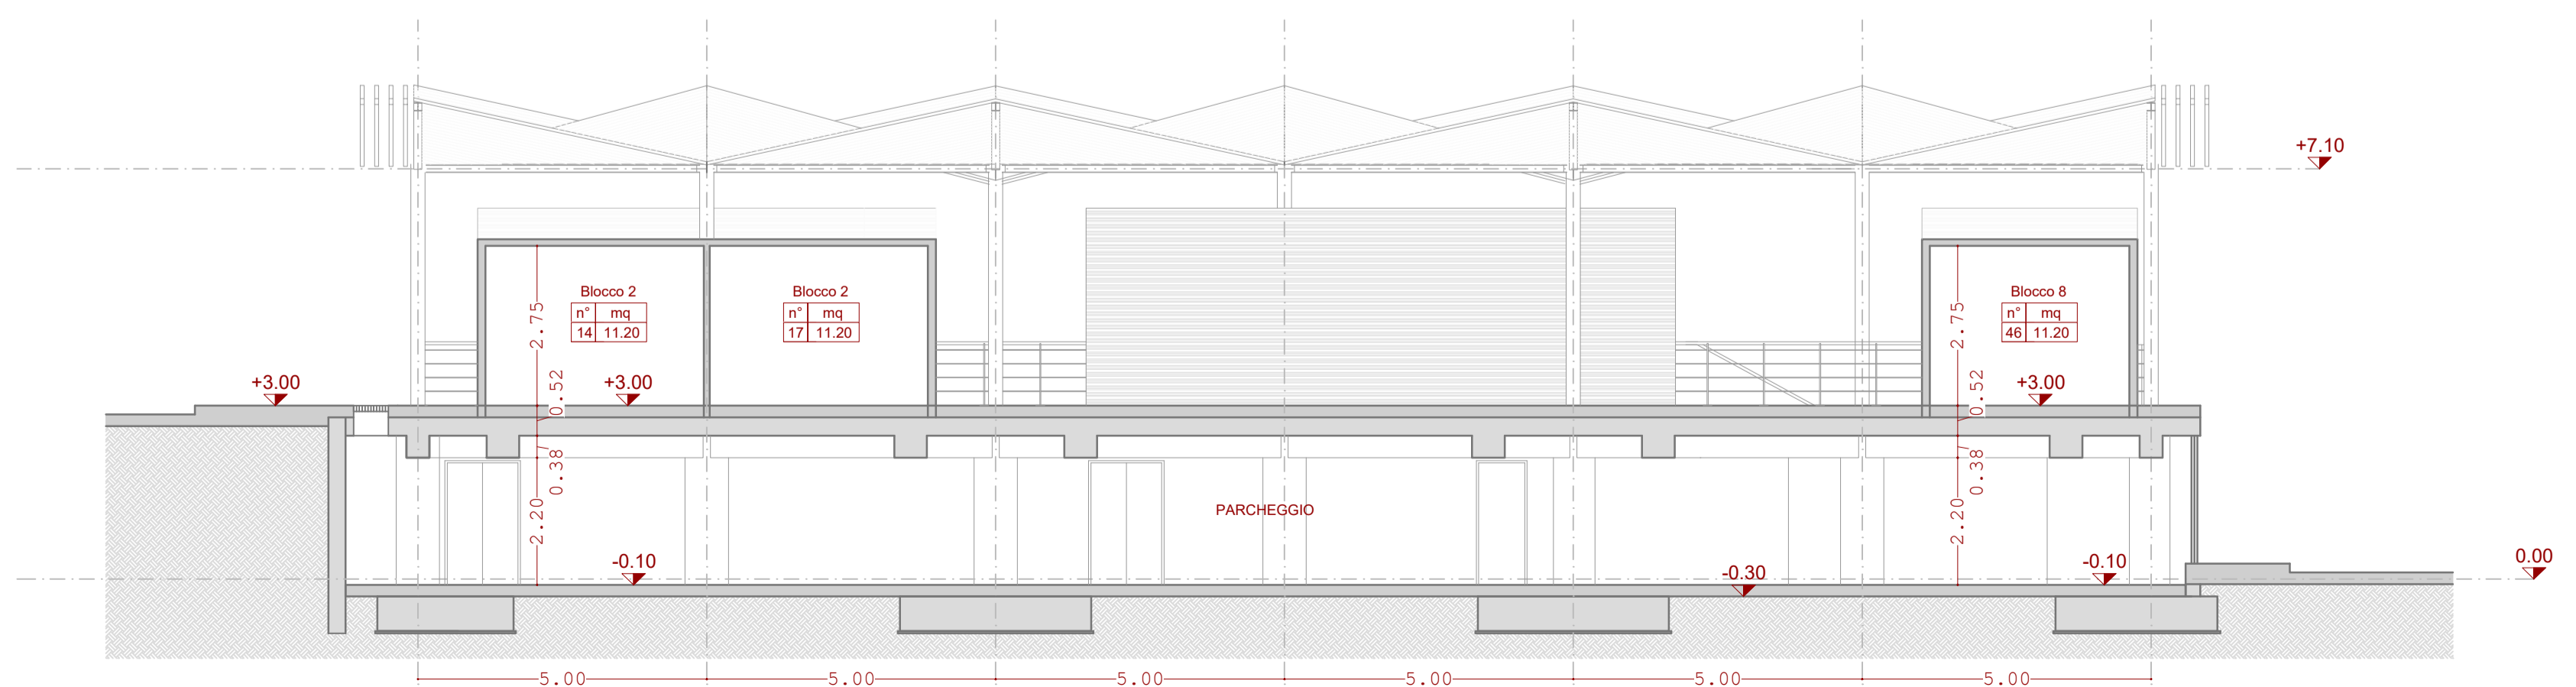 +7.10
Blocco 2
n° mq
14 11.20
Blocco 2
n° mq
17 11.20
Blocco 8
n° mq
46 11.20
2.75
2.75
+3.00
+3.00
0.52
+3.00
0.52
0.38
0.38
2.20
PARCHEGGIO
2.20
-0.10
-0.30
-0.10
0.00
5.00 5.00 5.00 5.00 5.00 5.00